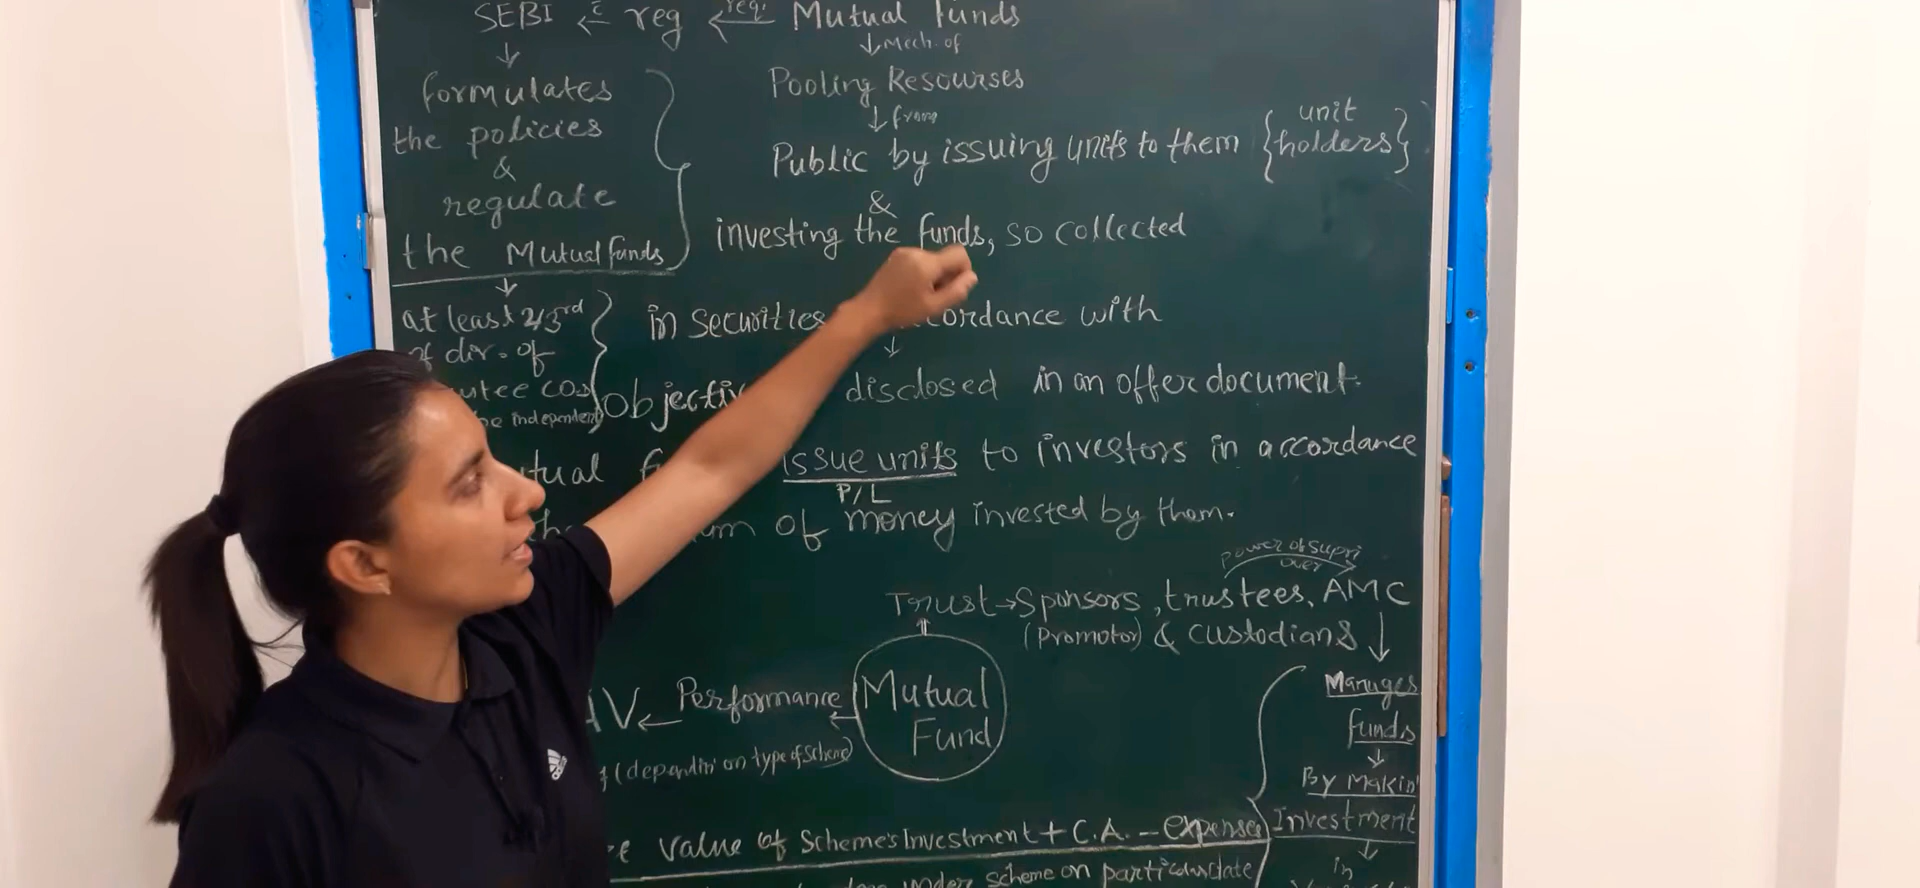 SEBI ← c̄ reg ← req. Mutual funds
↓ ↓ Mech. of
formulates
the policies
&
regulate
the Mutual funds
Pooling Resourses
↓ from
Public by issuing units to them {unit holders}
&
investing the funds, so collected
in securities accordance with
↓
disclosed in an offer document.
↓
at least 2/3rd
of dir. of
cos
be independent
issue units to investors in accordance
P/L
of money invested by them.
power of supri
over
Trust → Sponsors, trustees, AMC
(Promotor) & custodians ↓
Mutual
Fund
← Performance ←
(dependin' on type of scheme)
Manages
funds
↓
By Makin'
Investment
↓
in
value of Scheme's Investment + C.A. - expenses
under scheme on particular date